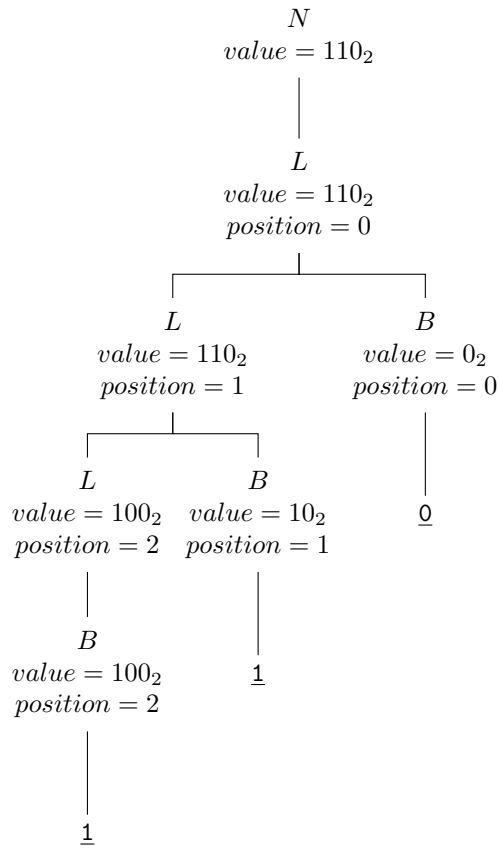 N
value = 110₂
L
value = 110₂
position = 0
L
value = 110₂
position = 1
B
value = 0₂
position = 0
L
value = 100₂
position = 2
B
value = 10₂
position = 1
0
B
value = 100₂
position = 2
1
1